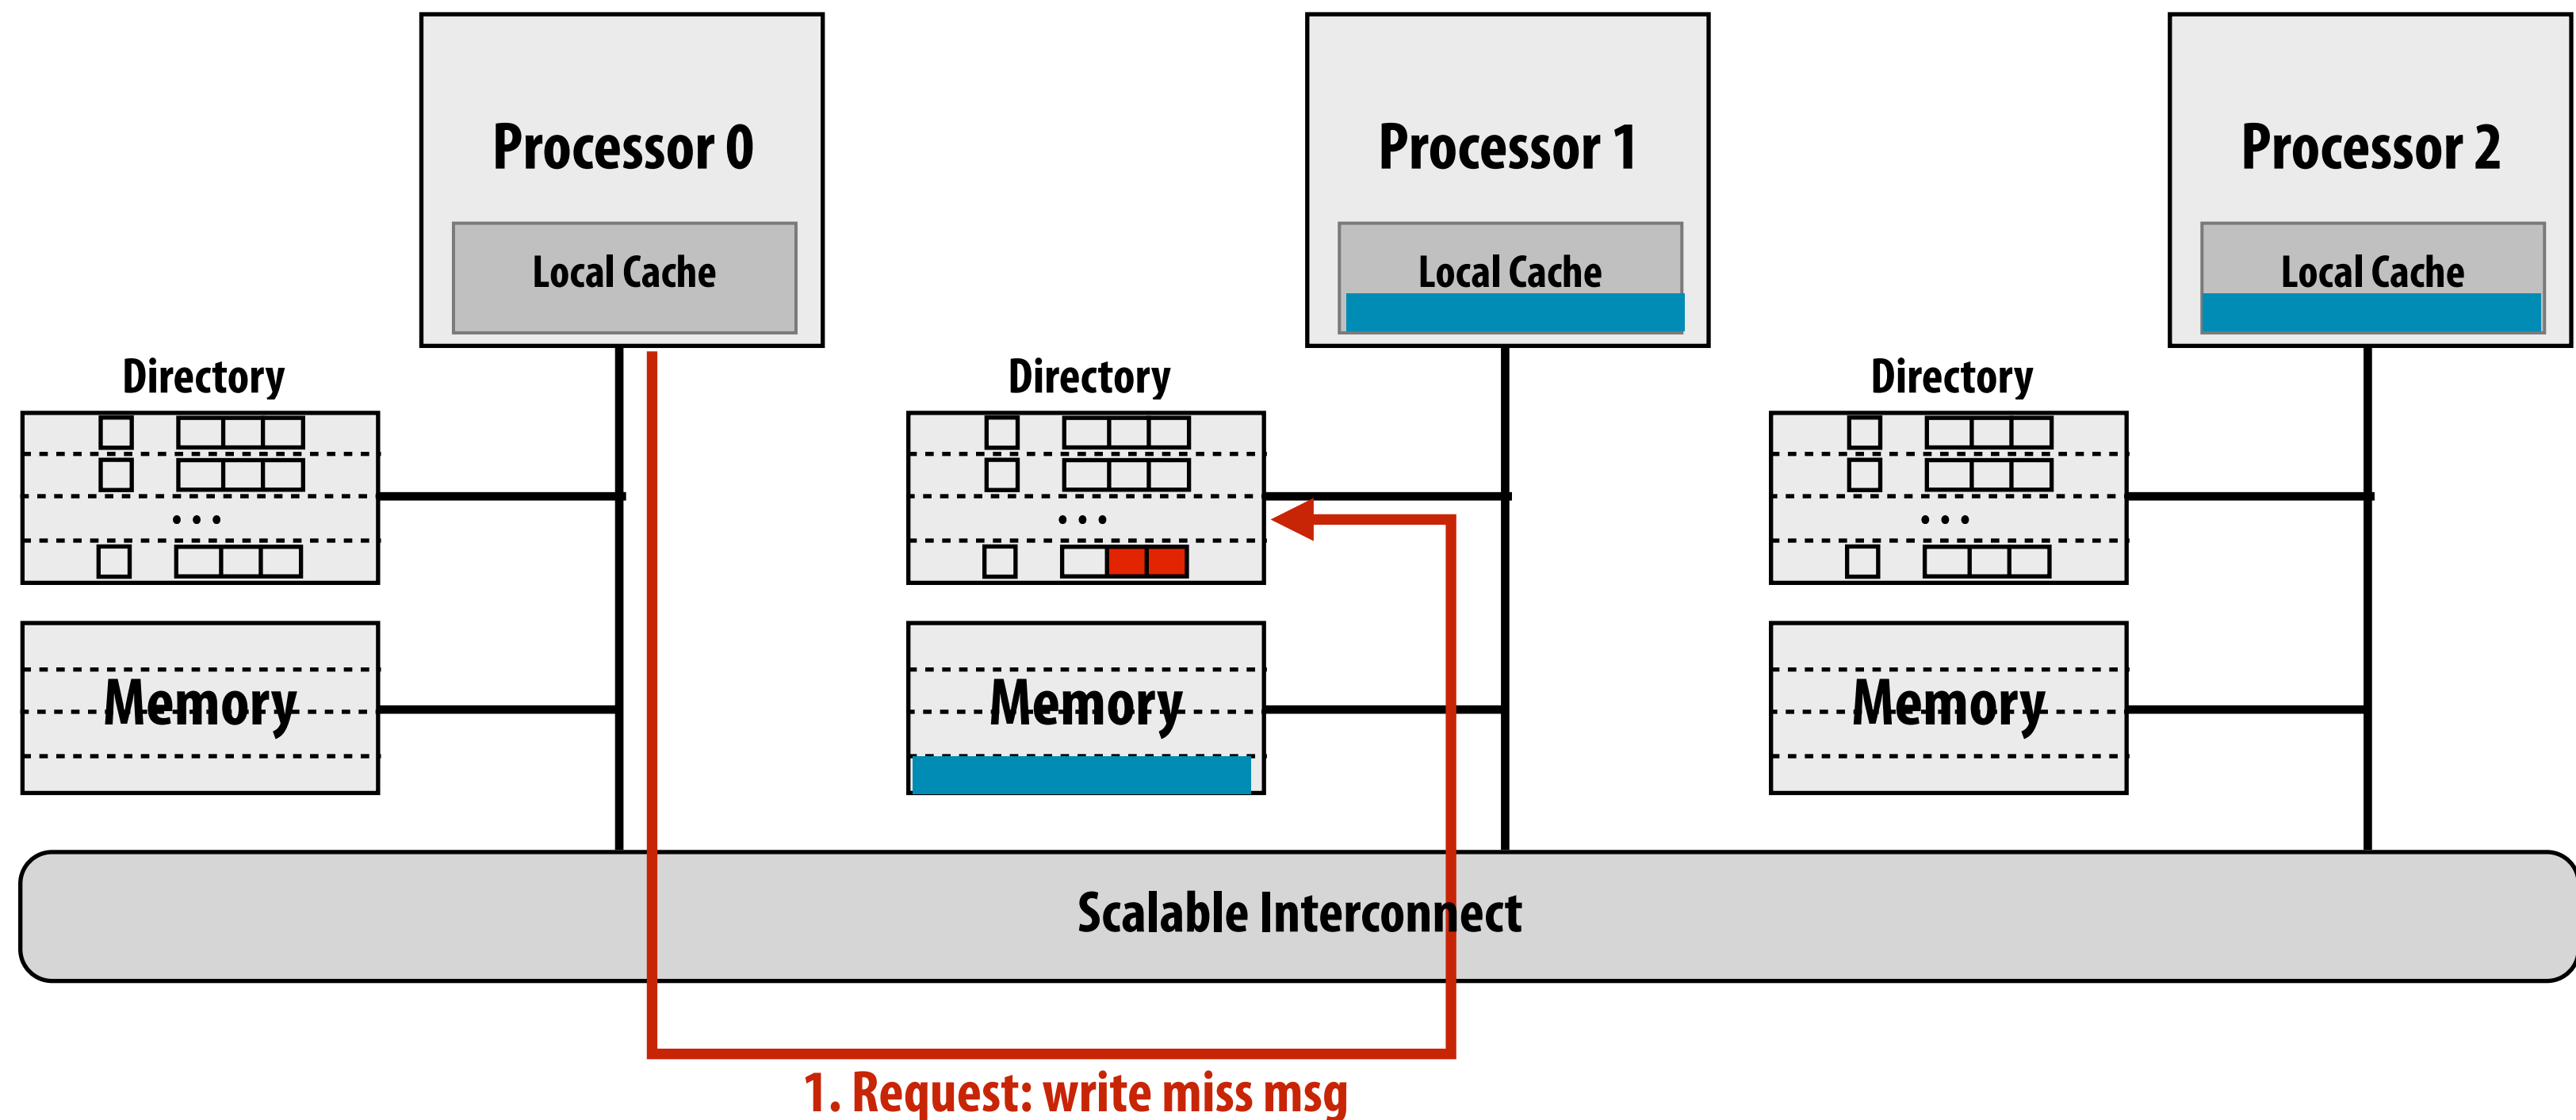 Processor 0
Processor 1
Processor 2
Local Cache
Local Cache
Local Cache
Directory
Directory
Directory
• • •
• • •
• • •
Memory
Memory
Memory
Scalable Interconnect
1. Request: write miss msg